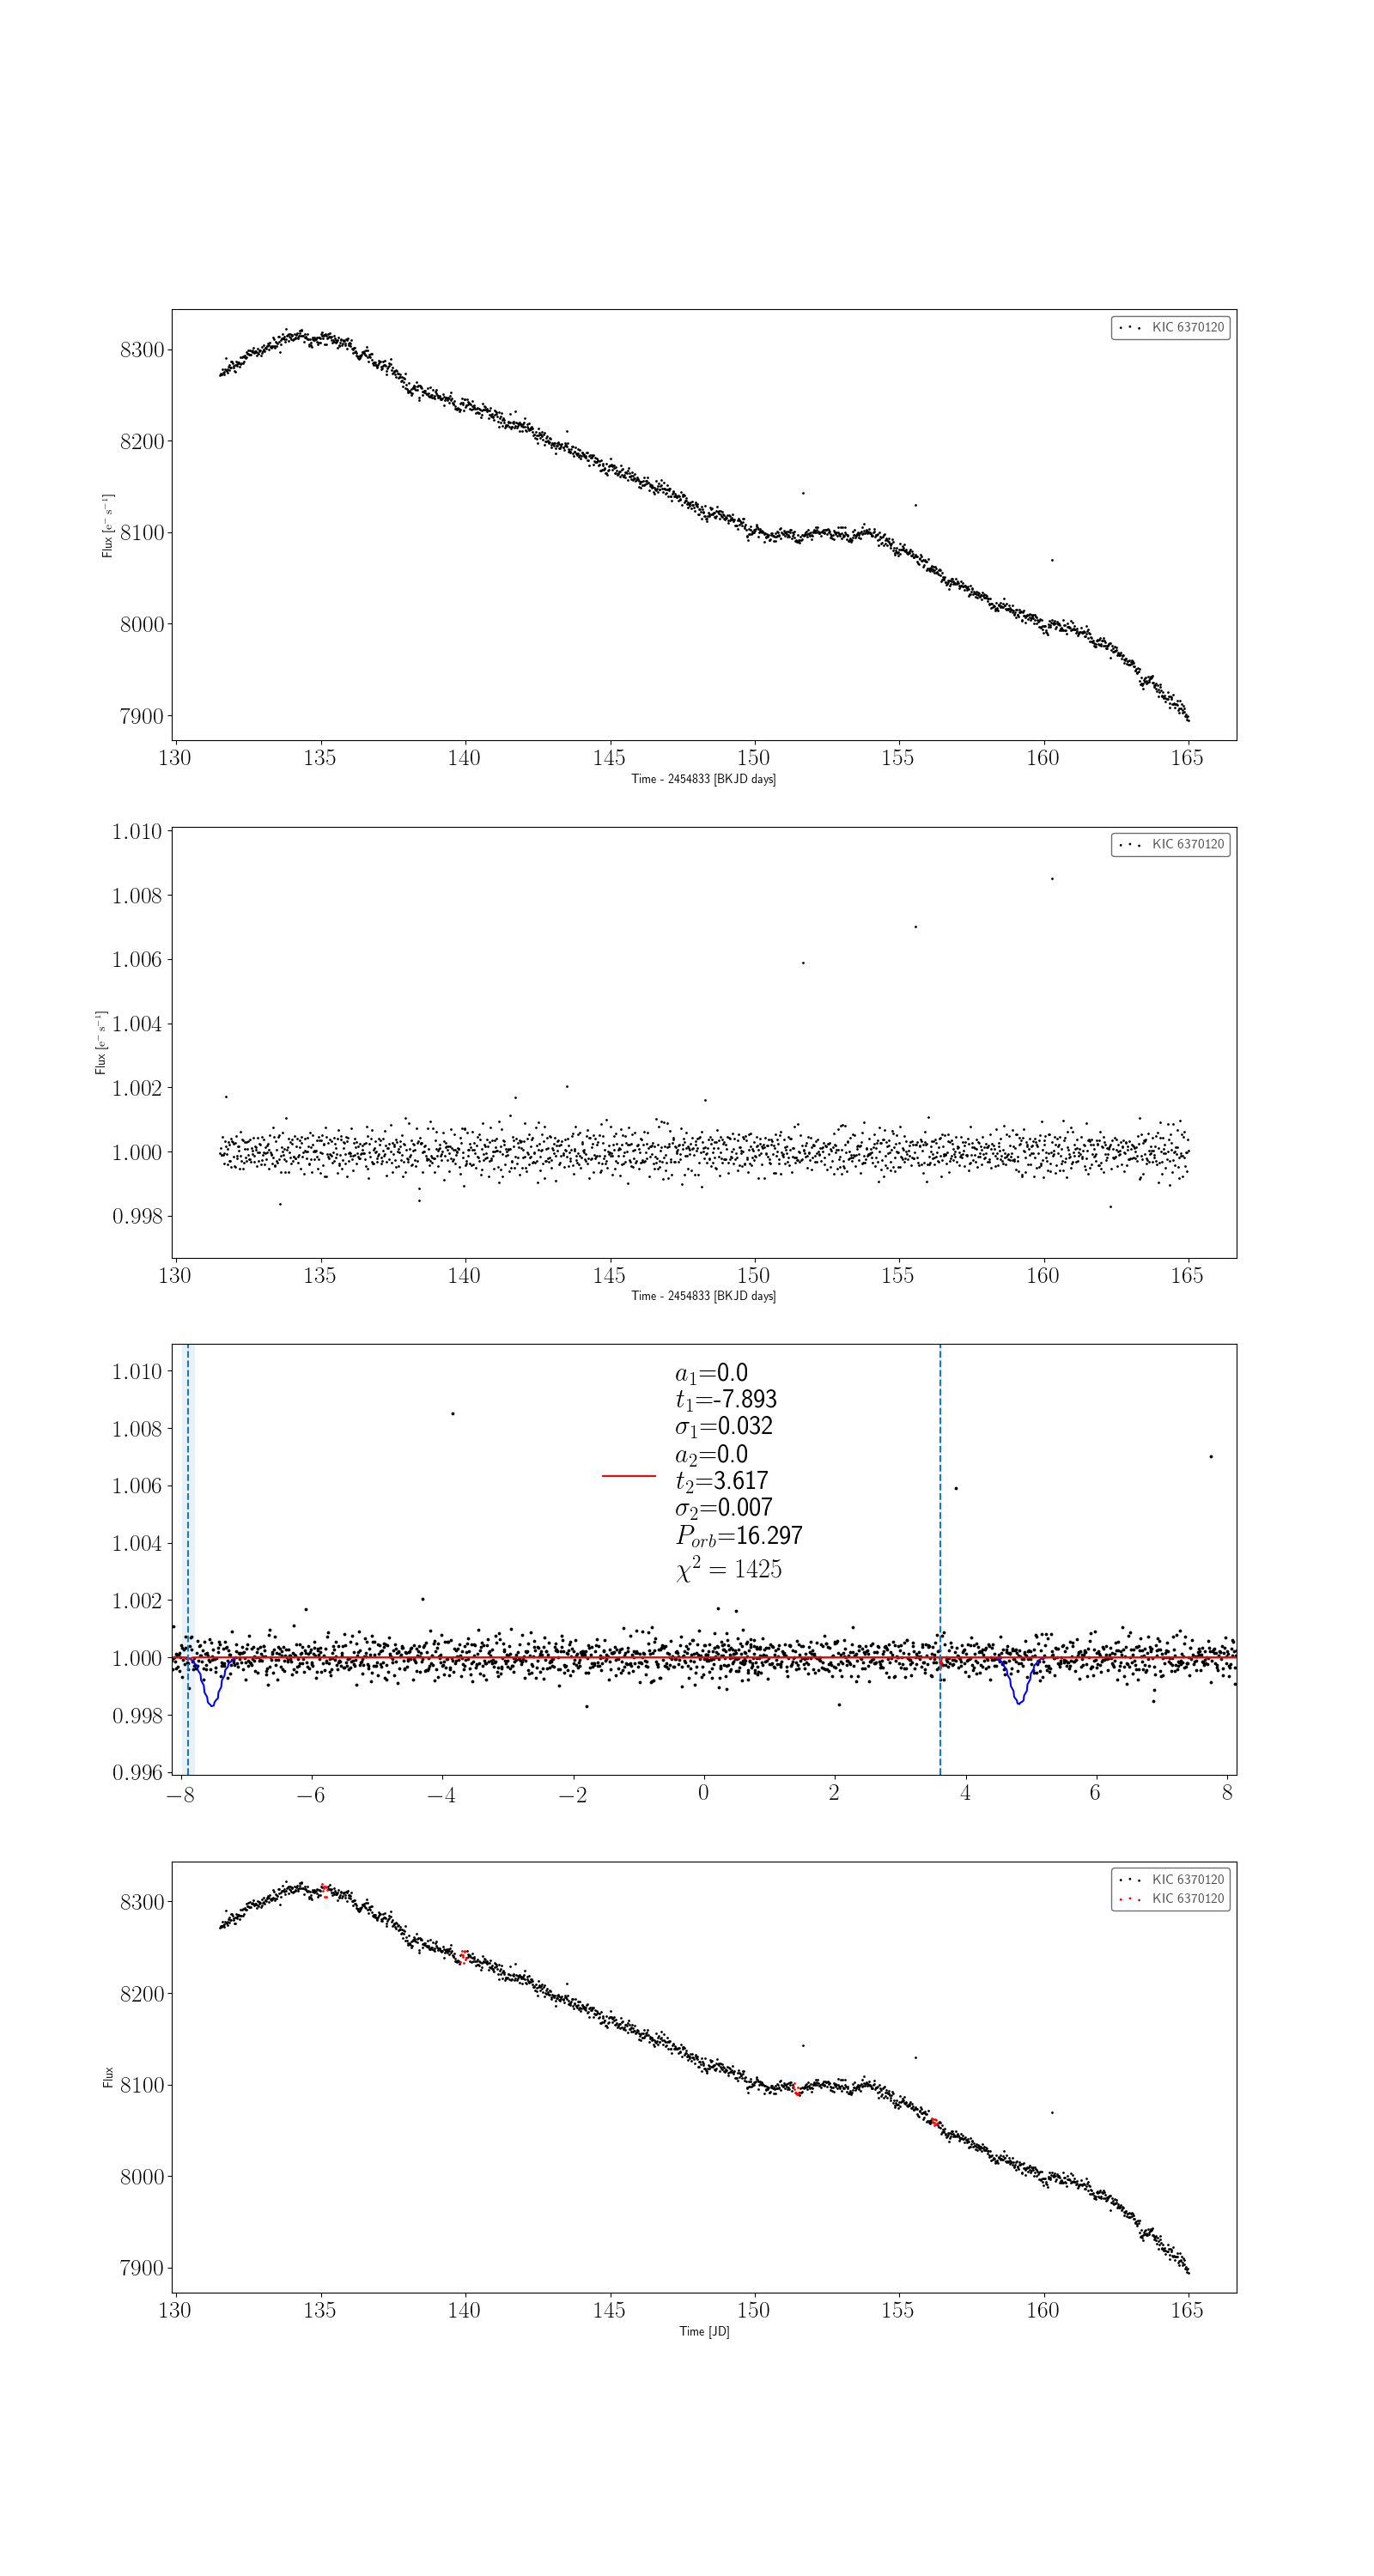 KIC 6370120
8300
8200
8100
8000
7900
Flux [e⁻ s⁻¹]
130 135 140 145 150 155 160 165
Time - 2454833 [BKJD days]
KIC 6370120
1.010
1.008
1.006
1.004
1.002
1.000
0.998
Flux [e⁻ s⁻¹]
130 135 140 145 150 155 160 165
Time - 2454833 [BKJD days]
1.010
1.008
1.006
1.004
1.002
1.000
0.998
0.996
a₁=0.0
t₁=-7.893
σ₁=0.032
a₂=0.0
t₂=3.617
σ₂=0.007
P_orb=16.297
χ² = 1425
−8 −6 −4 −2 0 2 4 6 8
KIC 6370120
KIC 6370120
8300
8200
8100
8000
7900
Flux
130 135 140 145 150 155 160 165
Time [JD]